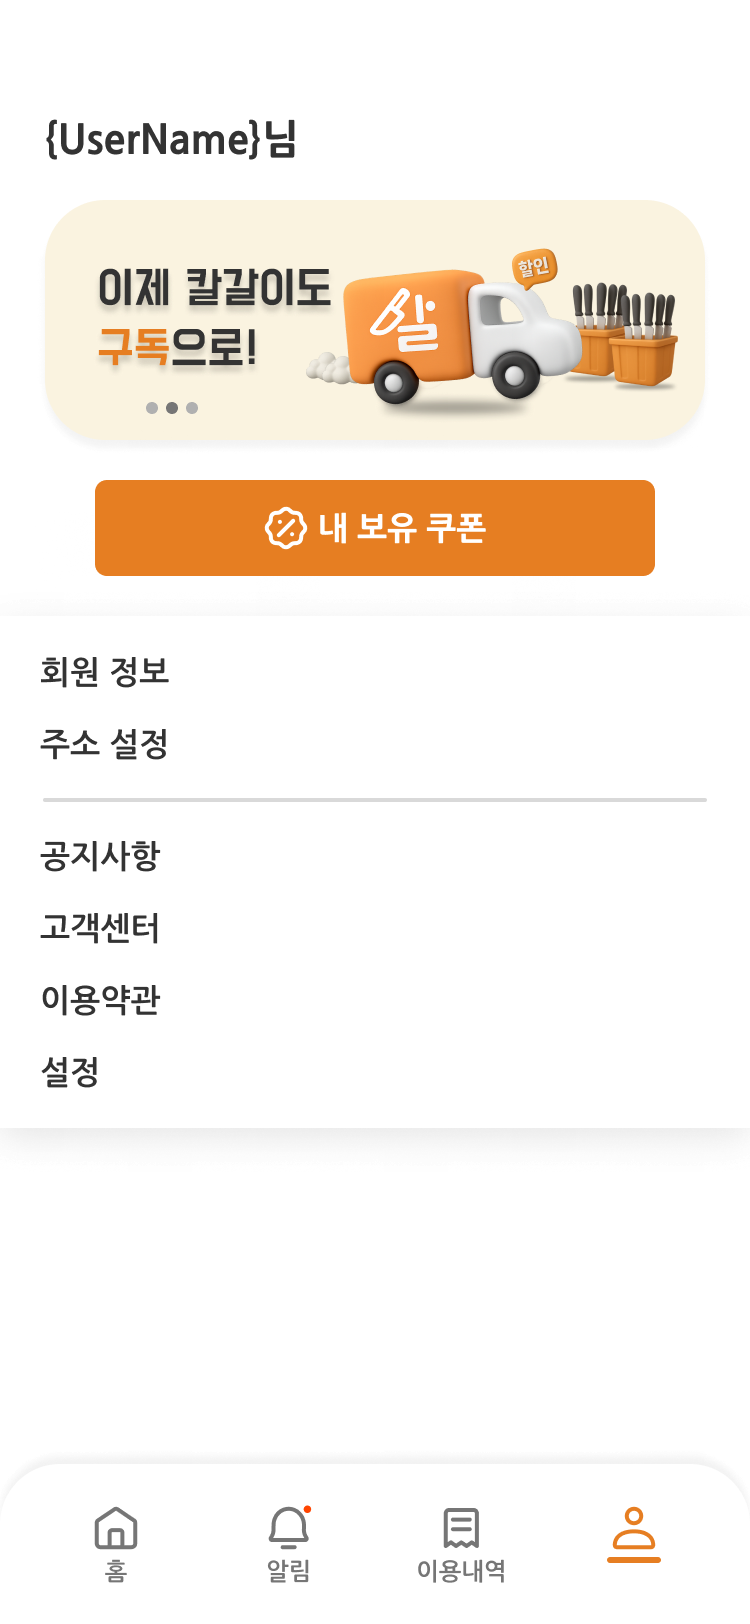 {UserName}님
이제 칼갈이도
구독으로!
할인
칼
내 보유 쿠폰
회원 정보
주소 설정
공지사항
고객센터
이용약관
설정
홈
알림
이용내역